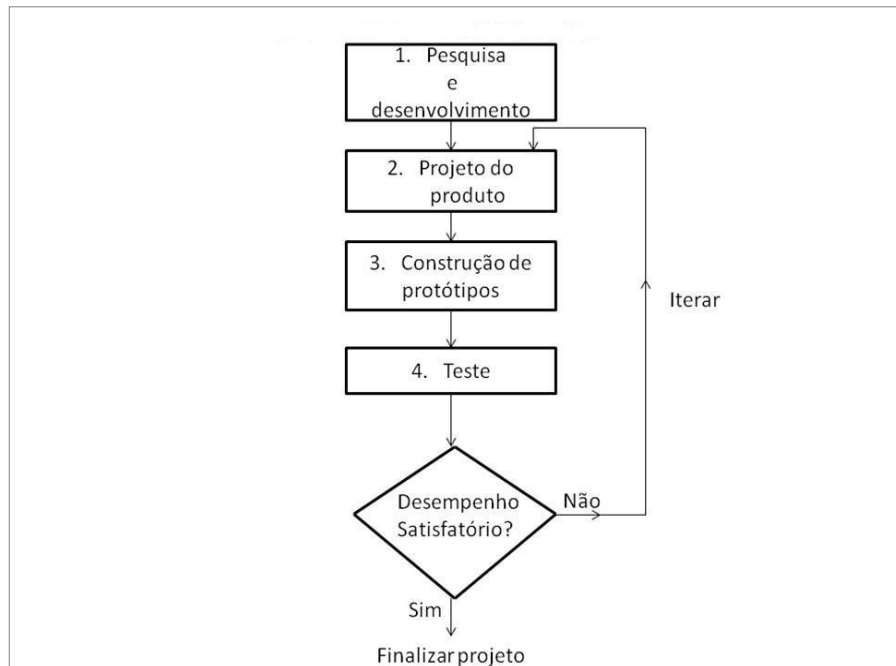 1. Pesquisa
e
desenvolvimento
2. Projeto do
produto
3. Construção de
protótipos
4. Teste
Desempenho
Satisfatório?
Não
Iterar
Sim
Finalizar projeto